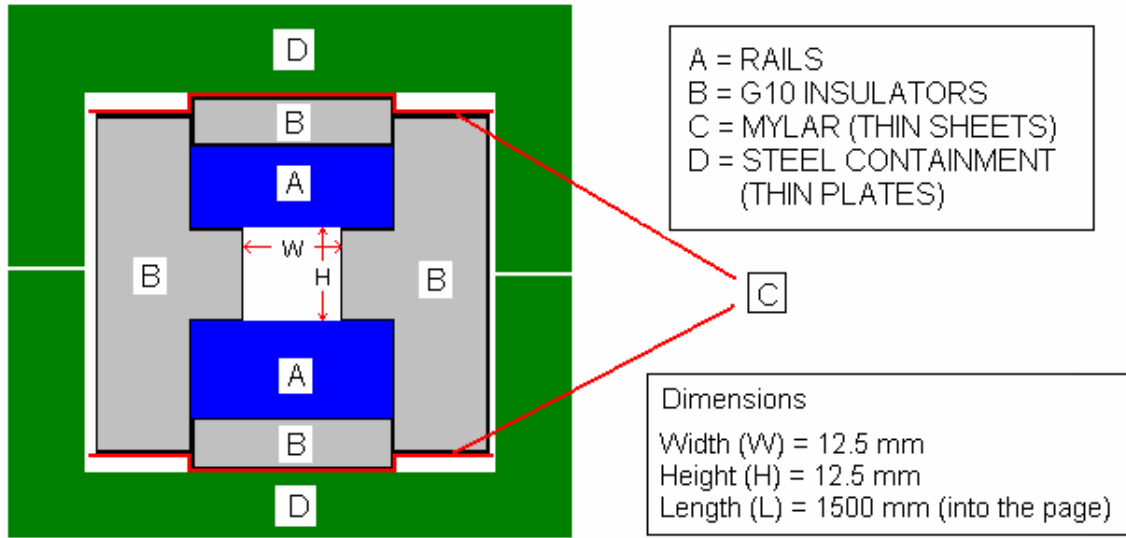 D
B
A
W
H
B
B
A
B
D
C
A = RAILS
B = G10 INSULATORS
C = MYLAR (THIN SHEETS)
D = STEEL CONTAINMENT
(THIN PLATES)
Dimensions
Width (W) = 12.5 mm
Height (H) = 12.5 mm
Length (L) = 1500 mm (into the page)